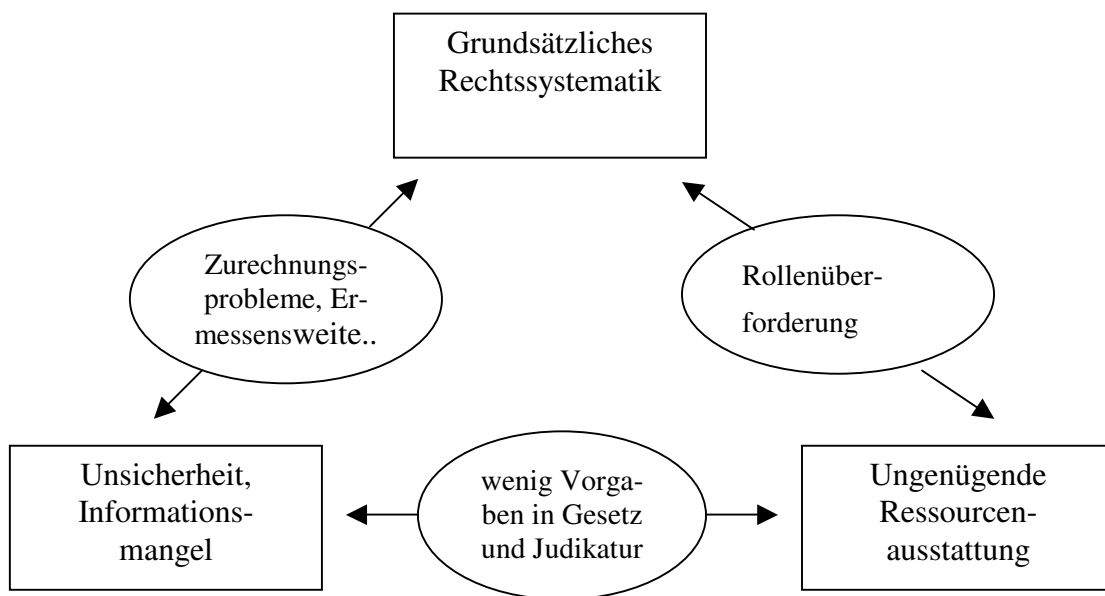 Grundsätzliches
Rechtssystematik
Zurechnungs-
probleme, Er-
messensweite..
Rollenüber-
forderung
Unsicherheit,
Informations-
mangel
wenig Vorga-
ben in Gesetz
und Judikatur
Ungenügende
Ressourcen-
ausstattung